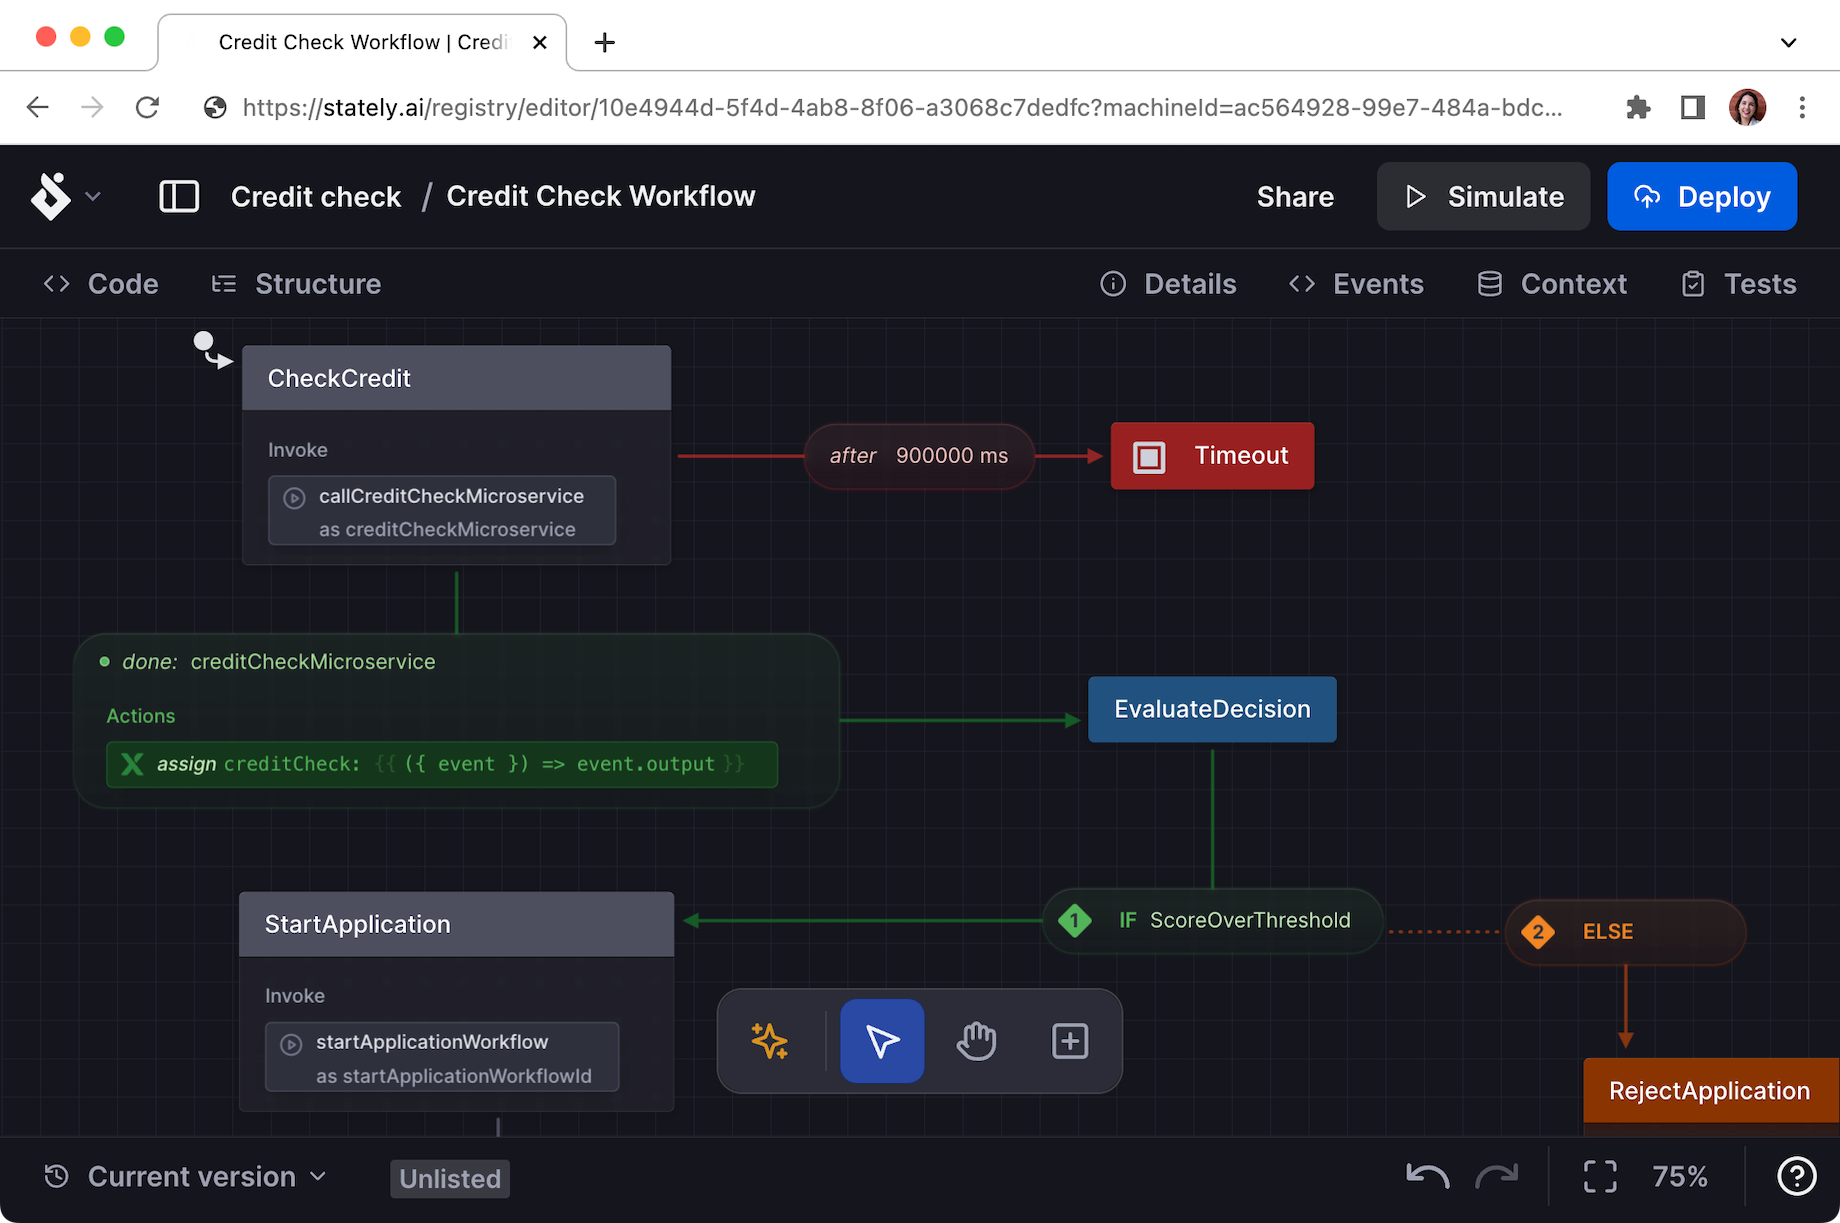 Credit Check Workflow | Credi
https://stately.ai/registry/editor/10e4944d-5f4d-4ab8-8f06-a3068c7dedfc?machineId=ac564928-99e7-484a-bdc...
Credit check / Credit Check Workflow
Share
Simulate
Deploy
Code
Structure
Details
Events
Context
Tests
CheckCredit
Invoke
callCreditCheckMicroservice
as creditCheckMicroservice
after 900000 ms
Timeout
done: creditCheckMicroservice
Actions
assign creditCheck: {{ ({ event }) => event.output }}
EvaluateDecision
1 IF ScoreOverThreshold
2 ELSE
StartApplication
Invoke
startApplicationWorkflow
as startApplicationWorkflowId
RejectApplication
Current version
Unlisted
75%